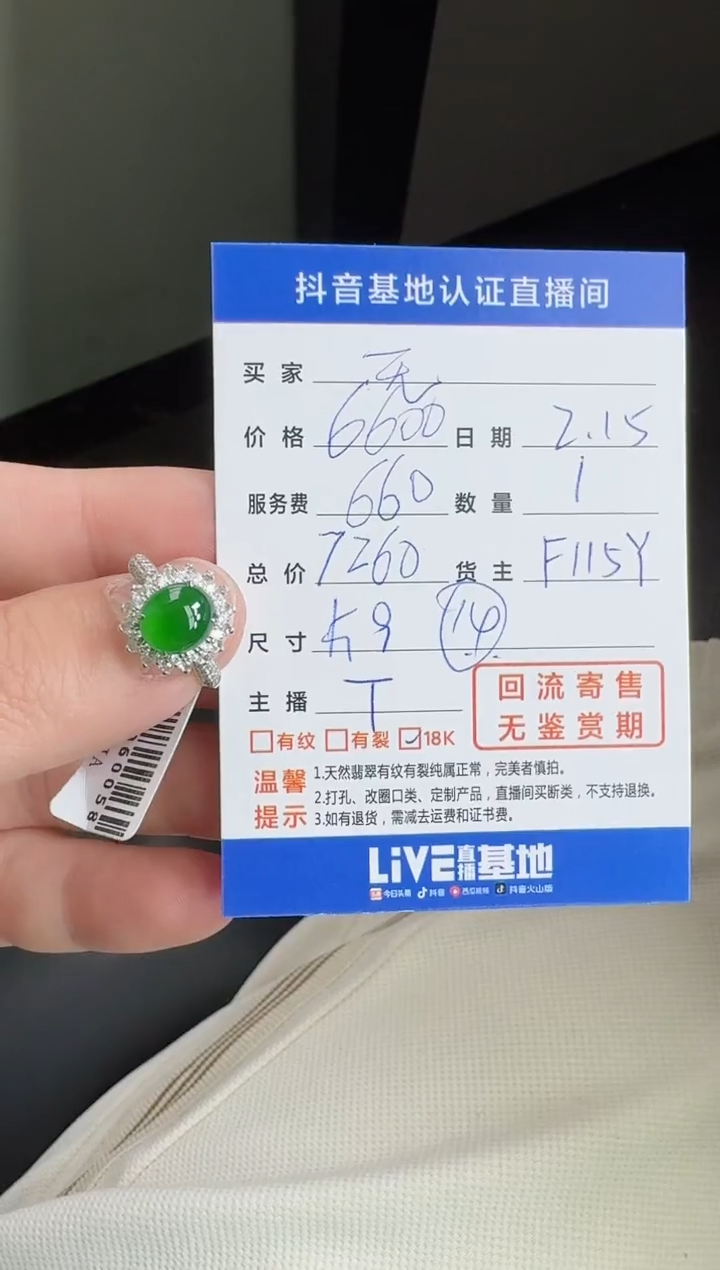 抖音基地认证直播间
买家 无
价格 6600 日期 2.15
服务费 660 数量 1
总价 7260 货主 F115Y
尺寸 14
主播 T
回流寄售
无鉴赏期
有纹 有裂 18K
温馨提示
1.天然翡翠有纹有裂纯属正常，完美者慎拍。
2.打孔、改圈口类、定制产品，直播间买断类，不支持退换。
3.如有退货，需减去运费和证书费。
LiVE直播基地
今日头条 抖音 西瓜视频 抖音火山版
60058
TA